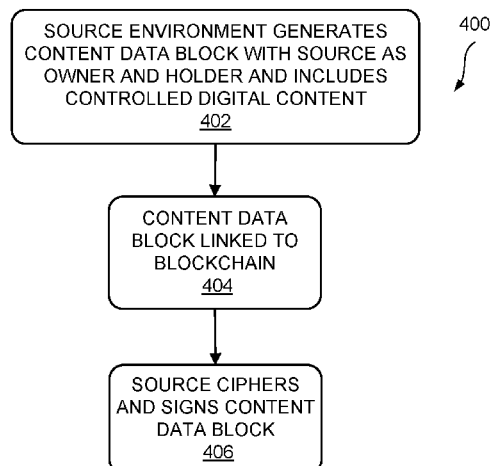 SOURCE ENVIRONMENT GENERATES
CONTENT DATA BLOCK WITH SOURCE AS
OWNER AND HOLDER AND INCLUDES
CONTROLLED DIGITAL CONTENT
402
400
CONTENT DATA
BLOCK LINKED TO
BLOCKCHAIN
404
SOURCE CIPHERS
AND SIGNS CONTENT
DATA BLOCK
406